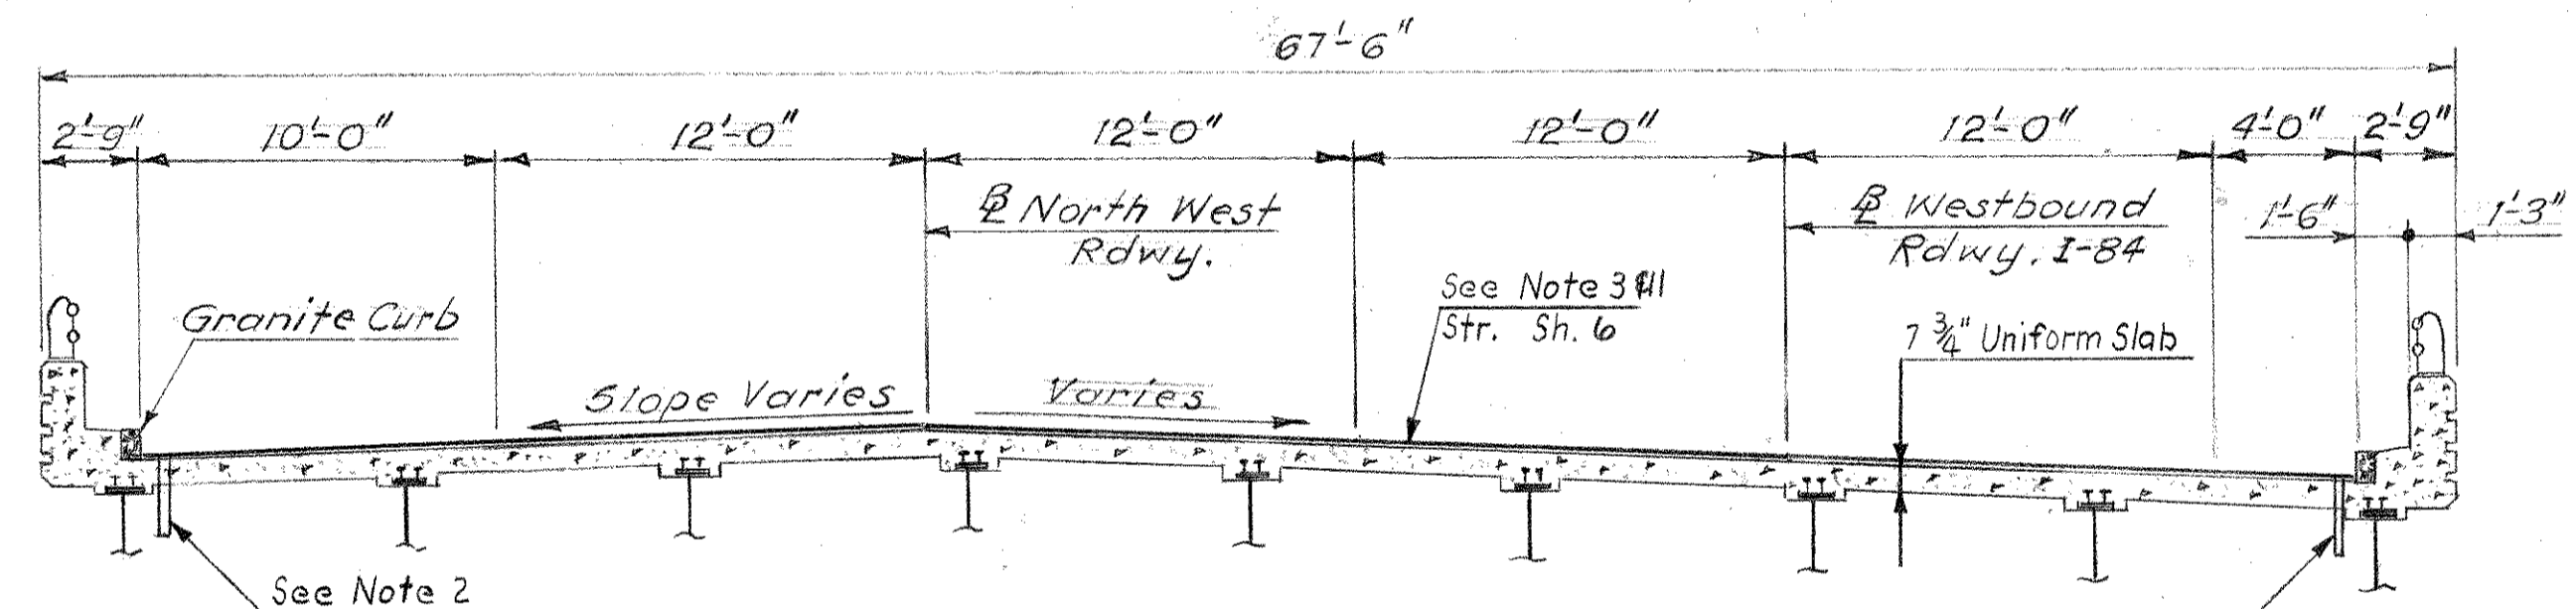 67'-6"
2'-9" 10'-0" 12'-0" 12'-0" 12'-0" 12'-0" 4'-0" 2'-9"
℄ North West
Rdwy.
℄ Westbound
Rdwy. I-84
1'-6" 1'-3"
Granite Curb
See Note 3
Str. Sh. 6
7 3/4" Uniform Slab
Slope Varies
Varies
See Note 2